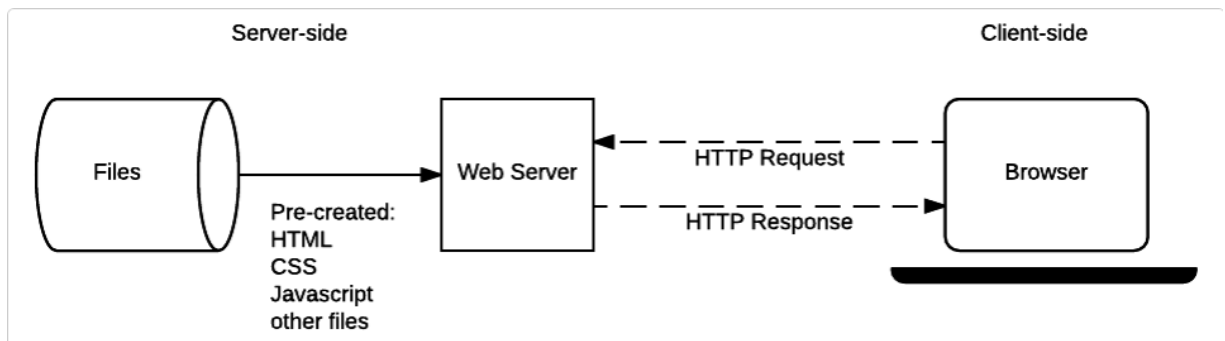 Server-side
Client-side
Files
Web Server
HTTP Request
Browser
HTTP Response
Pre-created:
HTML
CSS
Javascript
other files